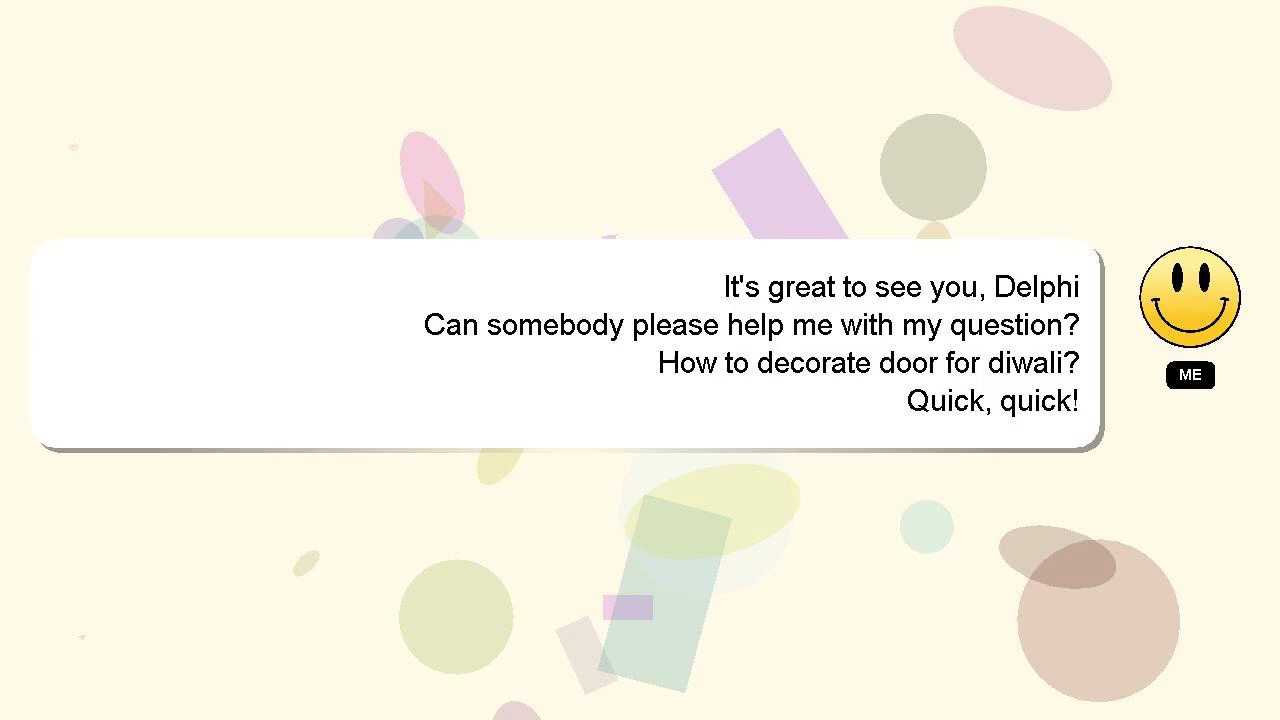 It's great to see you, Delphi
Can somebody please help me with my question?
How to decorate door for diwali?
Quick, quick!
ME